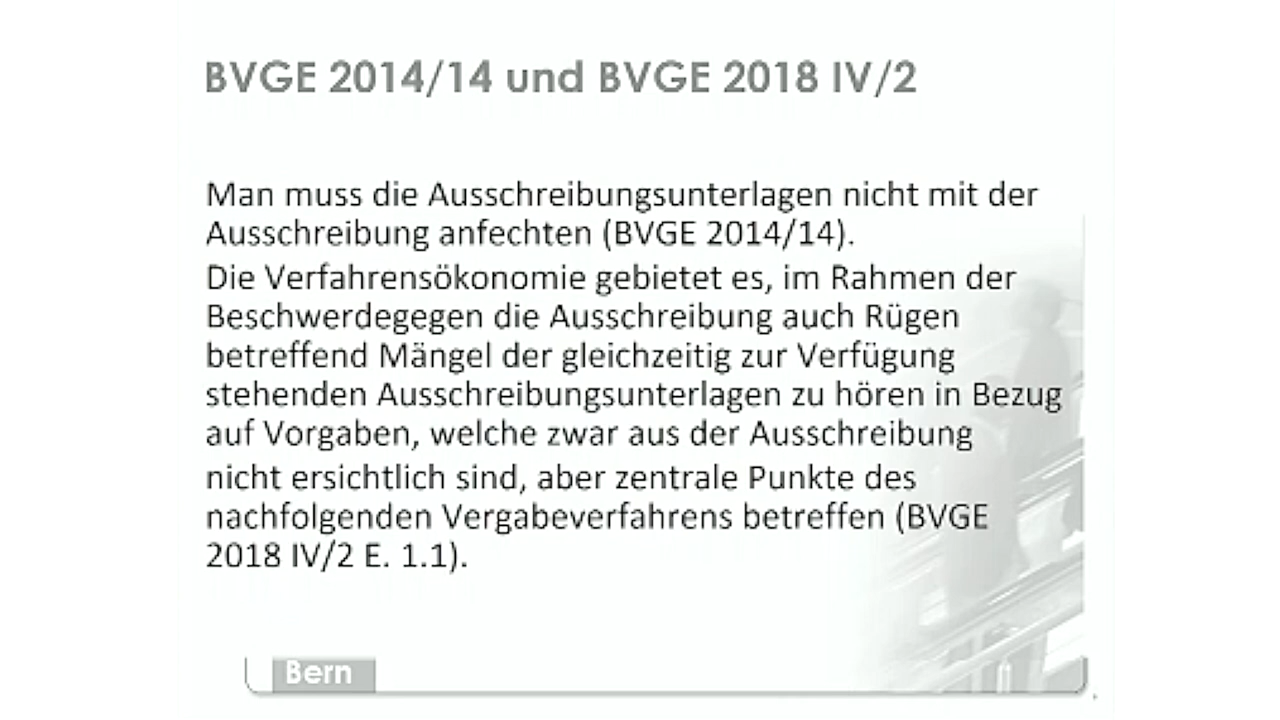 BVGE 2014/14 und BVGE 2018 IV/2
Man muss die Ausschreibungsunterlagen nicht mit der
Ausschreibung anfechten (BVGE 2014/14).
Die Verfahrensökonomie gebietet es, im Rahmen der
Beschwerdegegen die Ausschreibung auch Rügen
betreffend Mängel der gleichzeitig zur Verfügung
stehenden Ausschreibungsunterlagen zu hören in Bezug
auf Vorgaben, welche zwar aus der Ausschreibung
nicht ersichtlich sind, aber zentrale Punkte des
nachfolgenden Vergabeverfahrens betreffen (BVGE
2018 IV/2 E. 1.1).
Bern